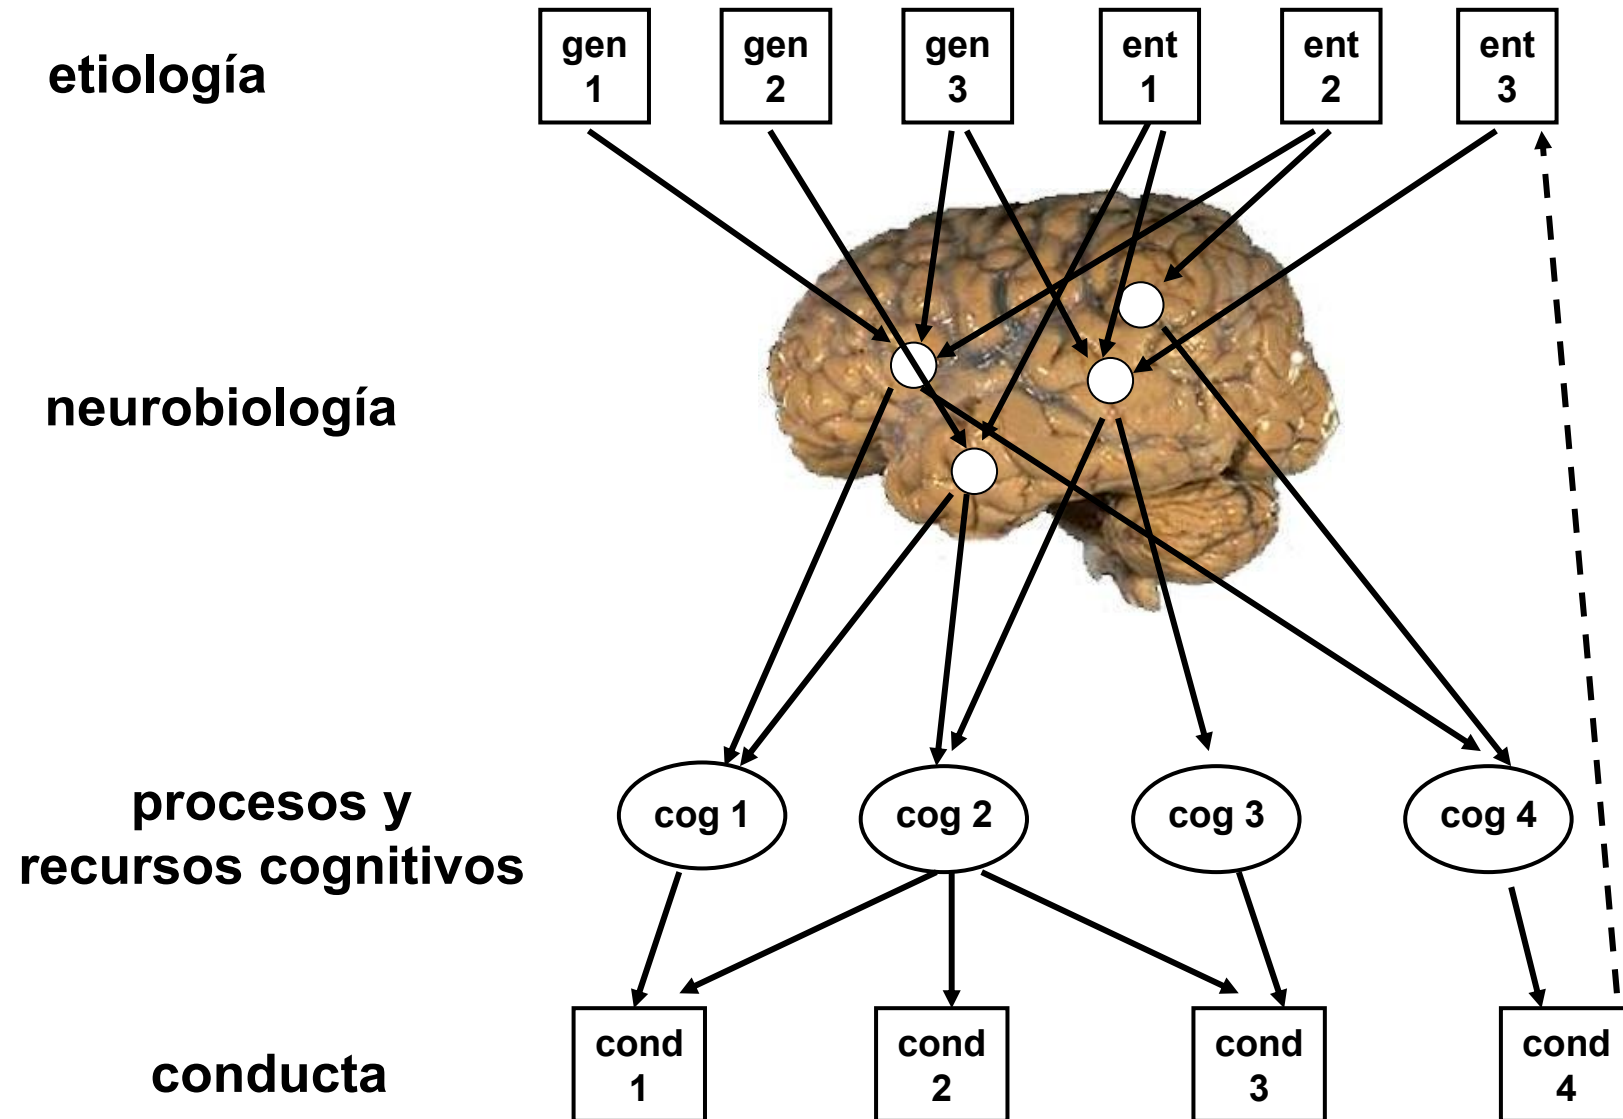 etiología
gen
1
gen
2
gen
3
ent
1
ent
2
ent
3
neurobiología
procesos y
recursos cognitivos
cog 1
cog 2
cog 3
cog 4
conducta
cond
1
cond
2
cond
3
cond
4